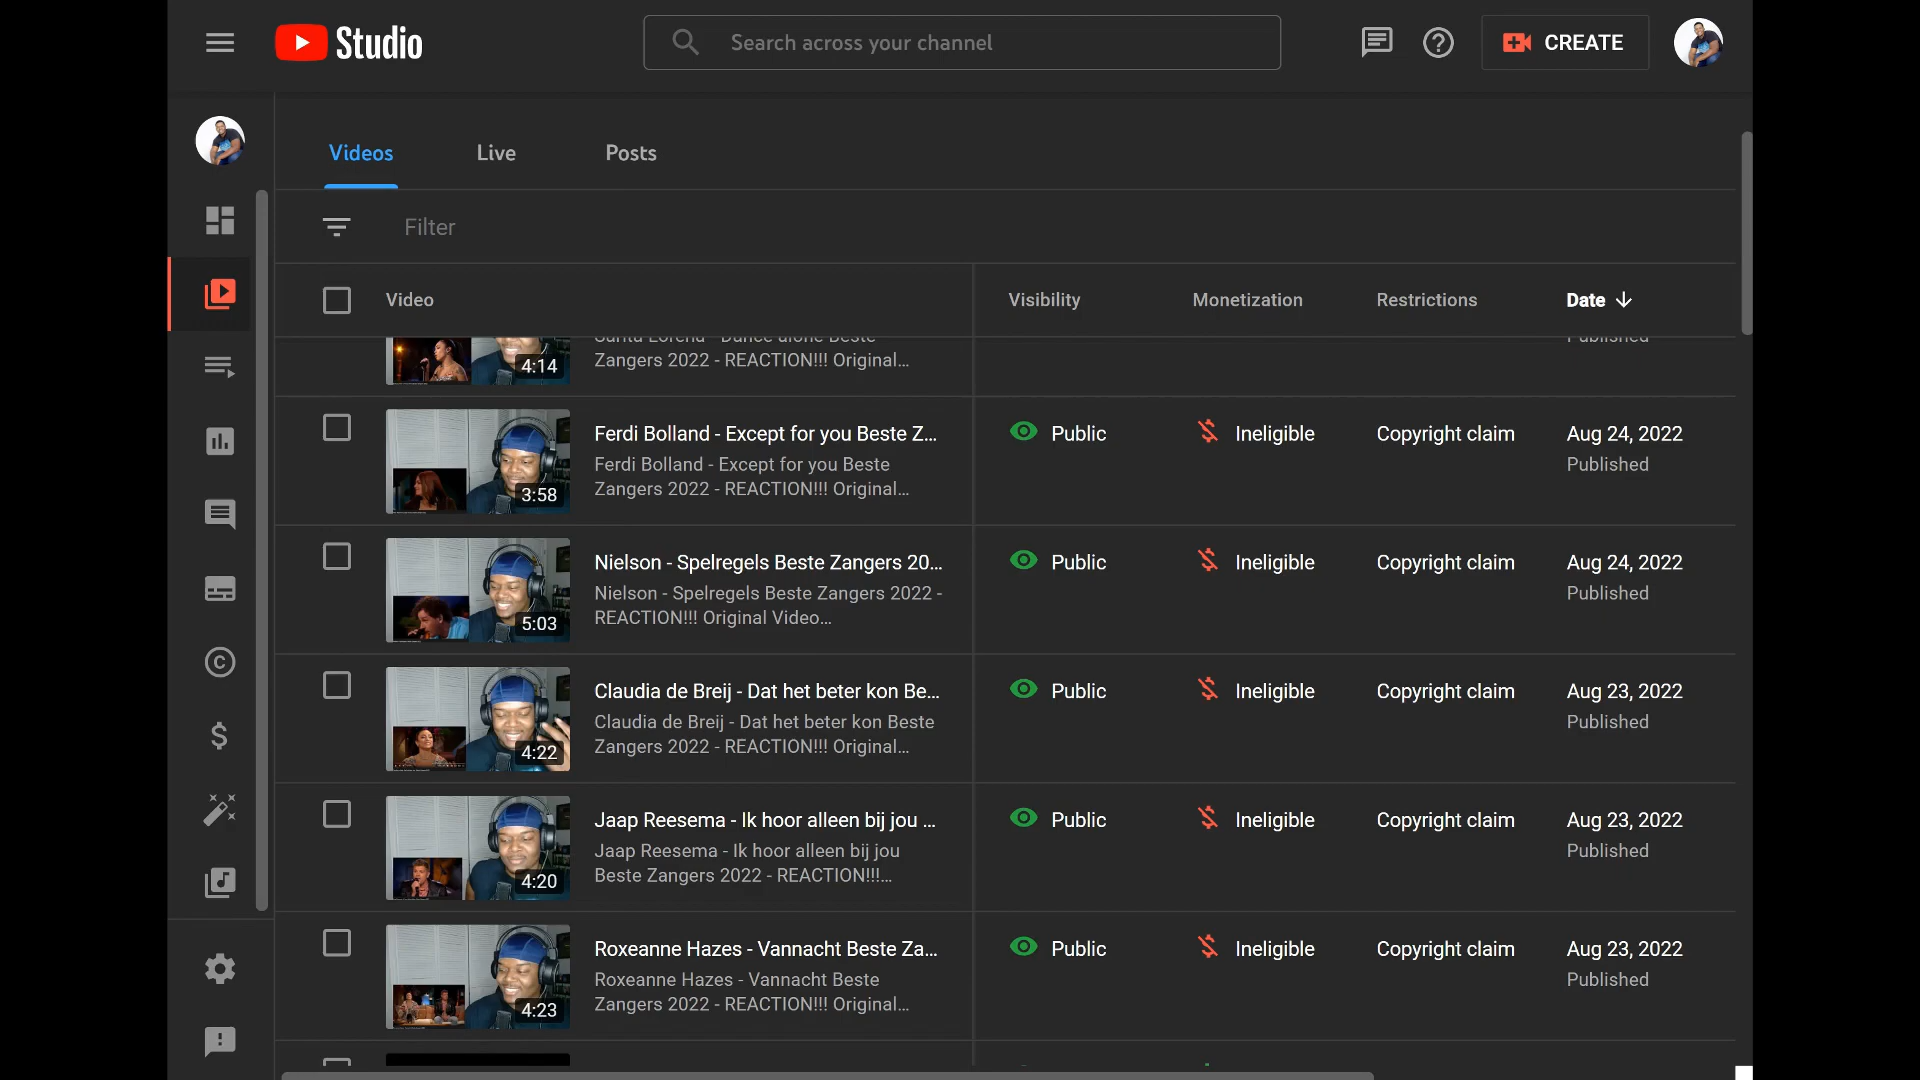 Studio
Search across your channel
CREATE
Videos
Live
Posts
Filter
Video
Visibility
Monetization
Restrictions
Date
Santa Lorena - Dance alone Beste
Zangers 2022 - REACTION!!! Original...
4:14
Published
Ferdi Bolland - Except for you Beste Z...
Ferdi Bolland - Except for you Beste
Zangers 2022 - REACTION!!! Original...
3:58
Public
Ineligible
Copyright claim
Aug 24, 2022
Published
Nielson - Spelregels Beste Zangers 20...
Nielson - Spelregels Beste Zangers 2022 -
REACTION!!! Original Video...
5:03
Public
Ineligible
Copyright claim
Aug 24, 2022
Published
Claudia de Breij - Dat het beter kon Be...
Claudia de Breij - Dat het beter kon Beste
Zangers 2022 - REACTION!!! Original...
4:22
Public
Ineligible
Copyright claim
Aug 23, 2022
Published
Jaap Reesema - Ik hoor alleen bij jou ...
Jaap Reesema - Ik hoor alleen bij jou
Beste Zangers 2022 - REACTION!!!...
4:20
Public
Ineligible
Copyright claim
Aug 23, 2022
Published
Roxeanne Hazes - Vannacht Beste Za...
Roxeanne Hazes - Vannacht Beste
Zangers 2022 - REACTION!!! Original...
4:23
Public
Ineligible
Copyright claim
Aug 23, 2022
Published